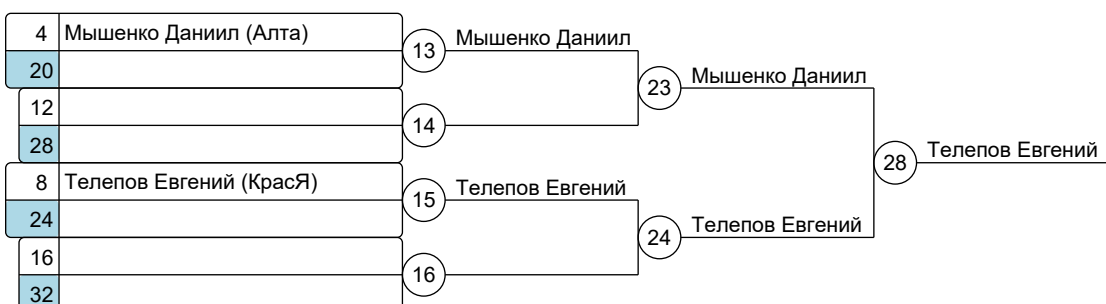 4 Мышенко Даниил (Алта)
13 Мышенко Даниил
20
23 Мышенко Даниил
12
14
28
28 Телепов Евгений
8 Телепов Евгений (КрасЯ)
15 Телепов Евгений
24
24 Телепов Евгений
16
16
32